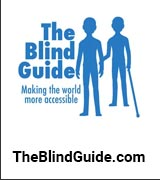 The
Blind
Guide
Making the world
more accessible
TheBlindGuide.com